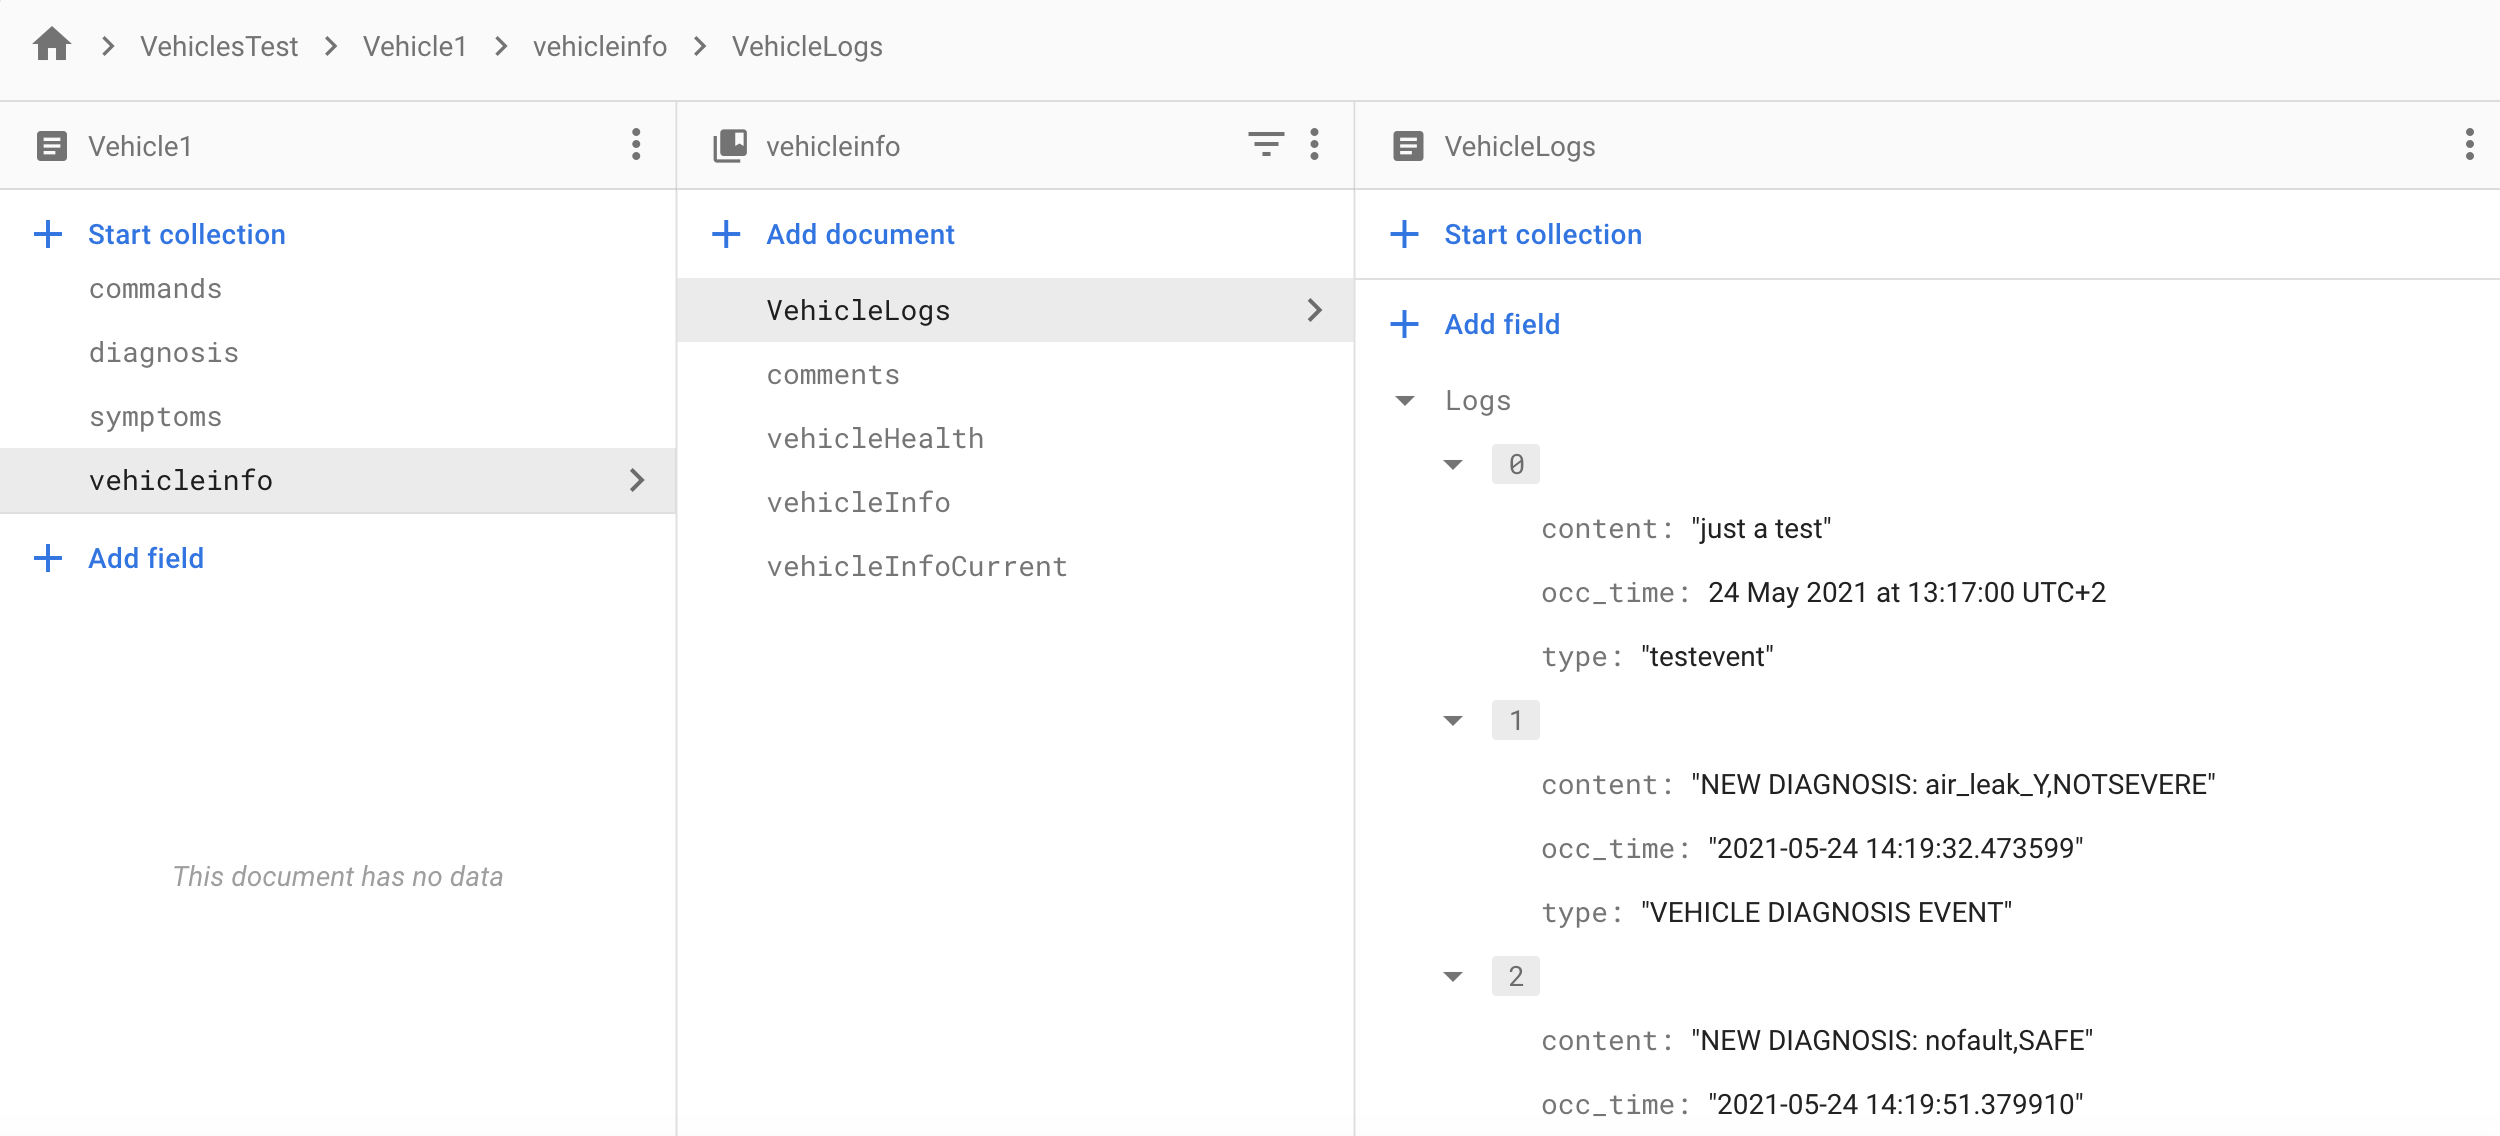 VehiclesTest > Vehicle1 > vehicleinfo > VehicleLogs
Vehicle1
Start collection
commands
diagnosis
symptoms
vehicleinfo
Add field
This document has no data
vehicleinfo
Add document
VehicleLogs
comments
vehicleHealth
vehicleInfo
vehicleInfoCurrent
VehicleLogs
Start collection
Add field
Logs
0
content: "just a test"
occ_time: 24 May 2021 at 13:17:00 UTC+2
type: "testevent"
1
content: "NEW DIAGNOSIS: air_leak_Y,NOTSEVERE"
occ_time: "2021-05-24 14:19:32.473599"
type: "VEHICLE DIAGNOSIS EVENT"
2
content: "NEW DIAGNOSIS: nofault,SAFE"
occ_time: "2021-05-24 14:19:51.379910"